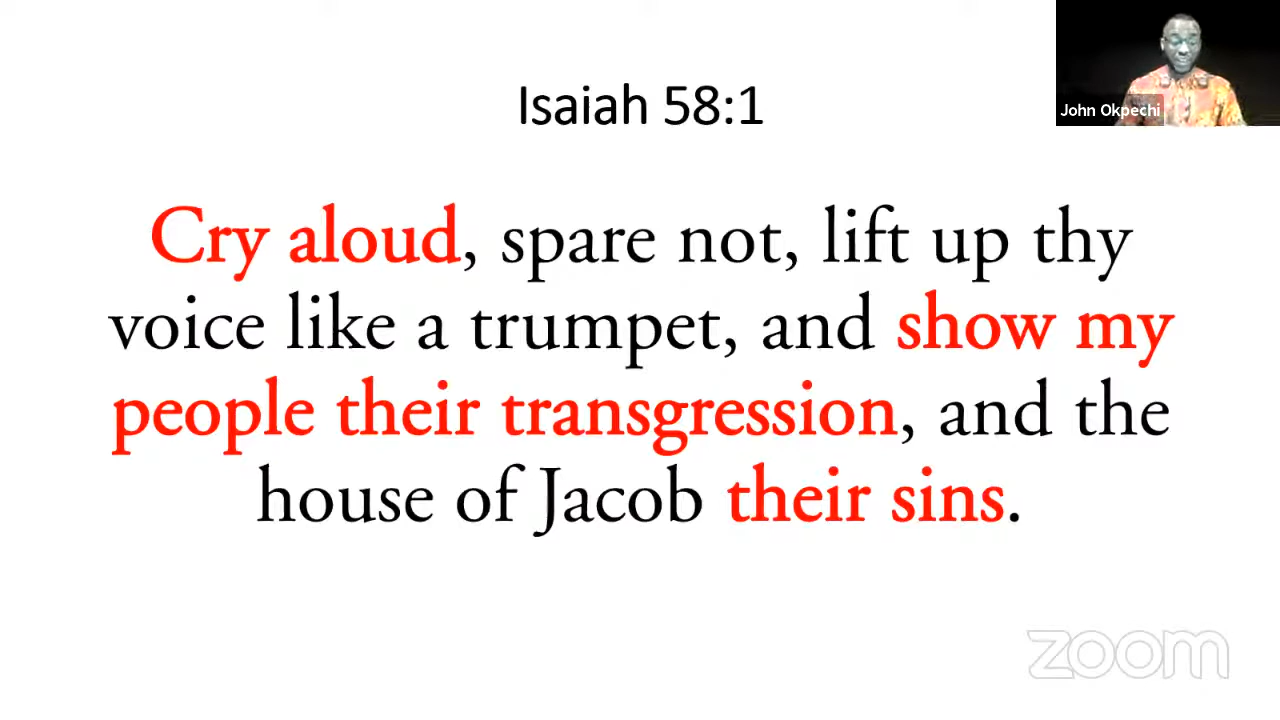 Isaiah 58:1
John Okpechi
Cry aloud, spare not, lift up thy
voice like a trumpet, and show my
people their transgression, and the
house of Jacob their sins.
zoom